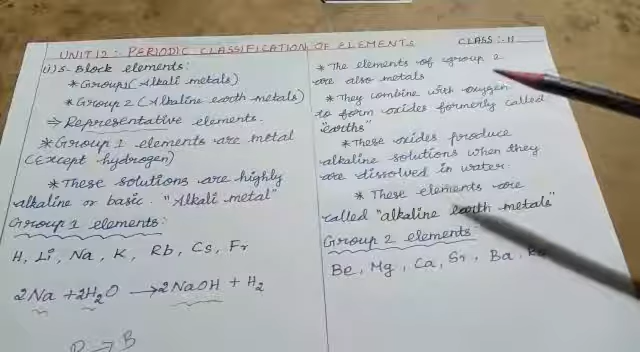 UNIT 12 :- PERIODIC CLASSIFICATION OF ELEMENTS CLASS :- 11
(i) S-Block elements:
* Group 1 (Alkali metals)
* Group 2 (Alkaline earth metals)
⇒ Representative elements.
* Group 1 elements are metal
(Except hydrogen)
* These solutions are highly
alkaline or basic. "Alkali metal"
Group 1 elements:
H, Li, Na, K, Rb, Cs, Fr
2Na + 2H₂O → 2NaOH + H₂
→ B
* The elements of group 2
are also metals
* They combine with oxygen
to form oxides formerly called
"earths"
* These oxides produce
alkaline solutions when they
are dissolved in water.
* These elements are
called "alkaline earth metals"
Group 2 elements
Be, Mg, Ca, Sr, Ba,